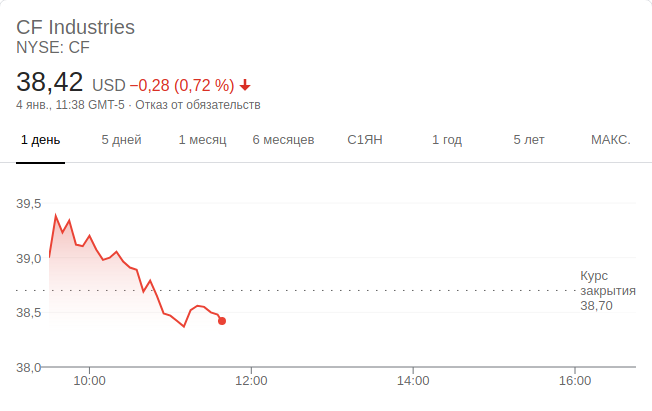 CF Industries
NYSE: CF
38,42 USD −0,28 (0,72 %)
4 янв., 11:38 GMT-5 · Отказ от обязательств
1 день 5 дней 1 месяц 6 месяцев С1ЯН 1 год 5 лет МАКС.
39,5
39,0
Курс
закрытия
38,70
38,5
38,0
10:00 12:00 14:00 16:00